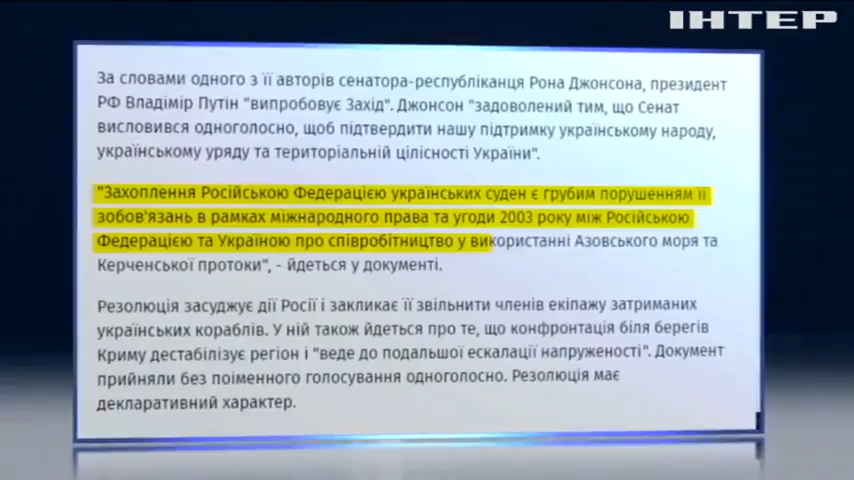 ІНТЕР
За словами одного з її авторів сенатора-республіканця Рона Джонсона, президент
РФ Владімір Путін "випробовує Захід". Джонсон "задоволений тим, що Сенат
висловився одноголосно, щоб підтвердити нашу підтримку українському народу,
українському уряду та територіальній цілісності України".
"Захоплення Російською Федерацією українських суден є грубим порушенням її
зобов'язань в рамках міжнародного права та угоди 2003 року між Російською
Федерацією та Україною про співробітництво у використанні Азовського моря та
Керченської протоки", - йдеться у документі.
Резолюція засуджує дії Росії і закликає її звільнити членів екіпажу затриманих
українських кораблів. У ній також йдеться про те, що конфронтація біля берегів
Криму дестабілізує регіон і "веде до подальшої ескалації напруженості". Документ
прийняли без поіменного голосування одноголосно. Резолюція має
декларативний характер.